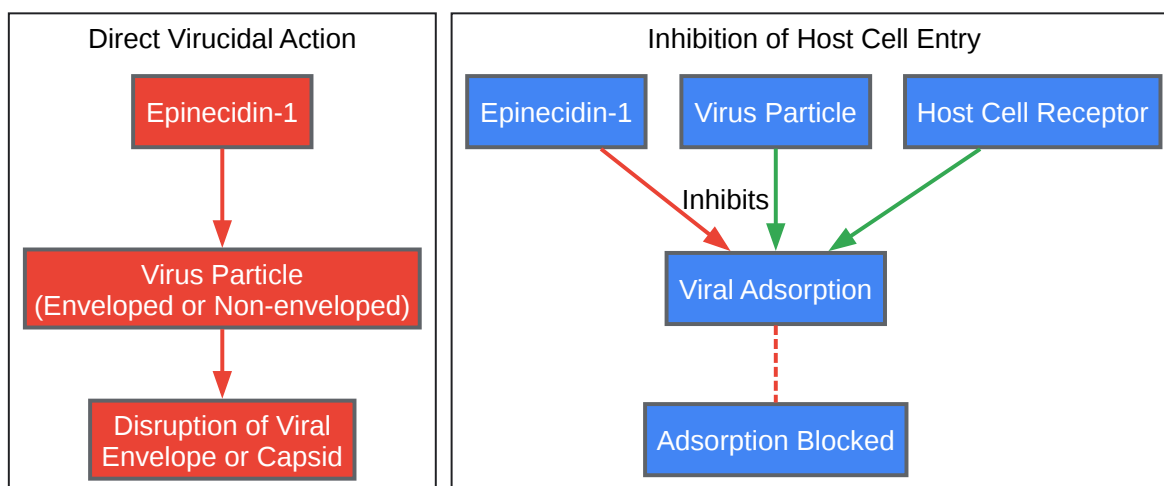 Direct Virucidal Action
Epinecidin-1
Virus Particle
(Enveloped or Non-enveloped)
Disruption of Viral
Envelope or Capsid
Inhibition of Host Cell Entry
Epinecidin-1
Virus Particle
Host Cell Receptor
Inhibits
Viral Adsorption
Adsorption Blocked